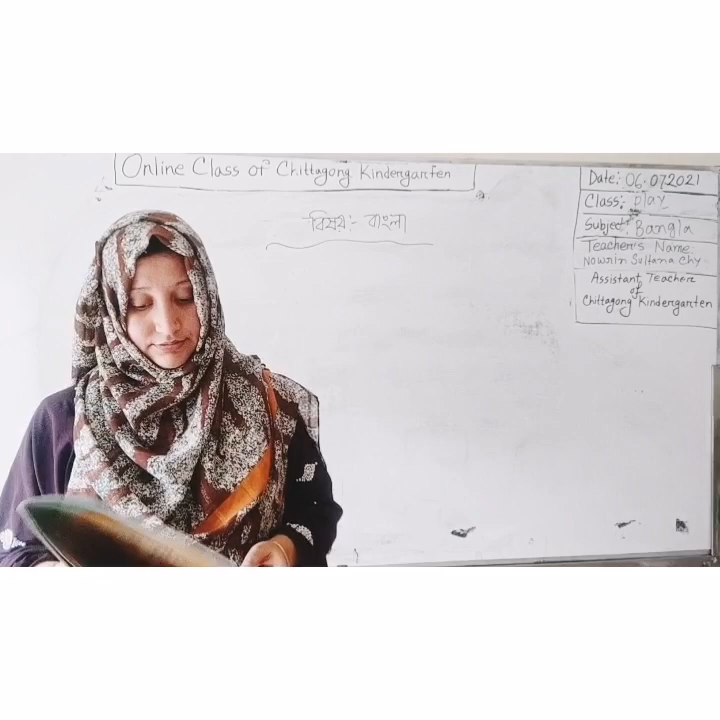 Online Class of Chittagong Kindergarten
বিষয়:- বাংলা
Date:- 06.07.2021
Class:- Play
Subject:- Bangla
Teacher's Name
Nowrin Sultana Chy
Assistant Teacher
of
Chittagong Kindergarten